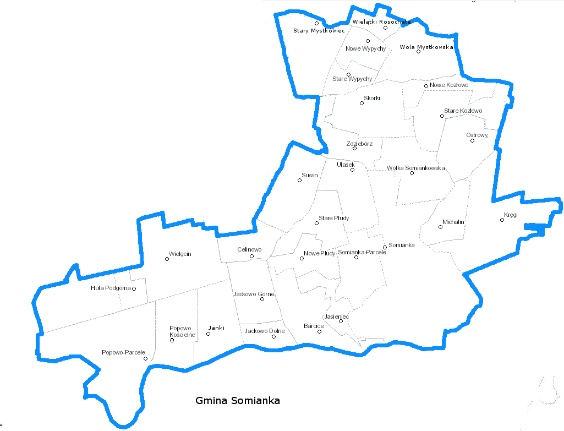 Wielątki Rosochate
Stary Mystkowiec
Nowe Wypychy
Wola Mystkowska
Stare Wypychy
Nowe Kozłowo
Skorki
Stare Kozłowo
Ostrowy
Zdziebórz
Ulasek
Wólka Somiankowska
Suwin
Kręgi
Stare Płudy
Michalin
Somianka
Celinowo
Wielęcin
Nowe Płudy
Somianka-Parcele
Huta Podgórna
Jackowo Górne
Jasieniec
Popowo
Kościelne
Janki
Jackowo Dolne
Barcice
Popowo-Parcele
Gmina Somianka